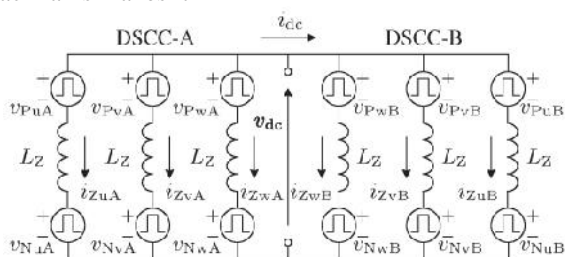 i_dc
DSCC-A DSCC-B
v_PuA v_PvA v_PwA v_PwB v_PvB v_PuB
v_dc
L_Z L_Z L_Z L_Z L_Z L_Z
i_ZuA i_ZvA i_ZwA i_ZwB i_ZvB i_ZuB
v_NuA v_NvA v_NwA v_NwB v_NvB v_NuB